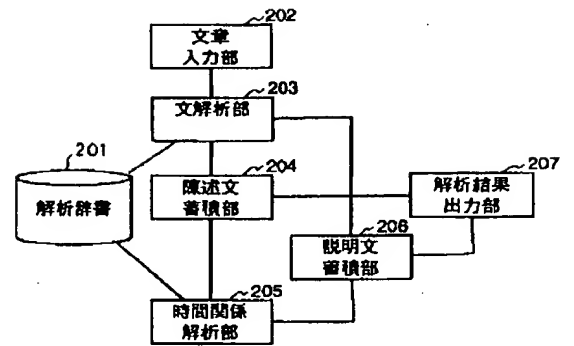 202
文章
入力部
203
文解析部
201
解析辞書
204
陳述文
蓄積部
207
解析結果
出力部
206
説明文
蓄積部
205
時間関係
解析部